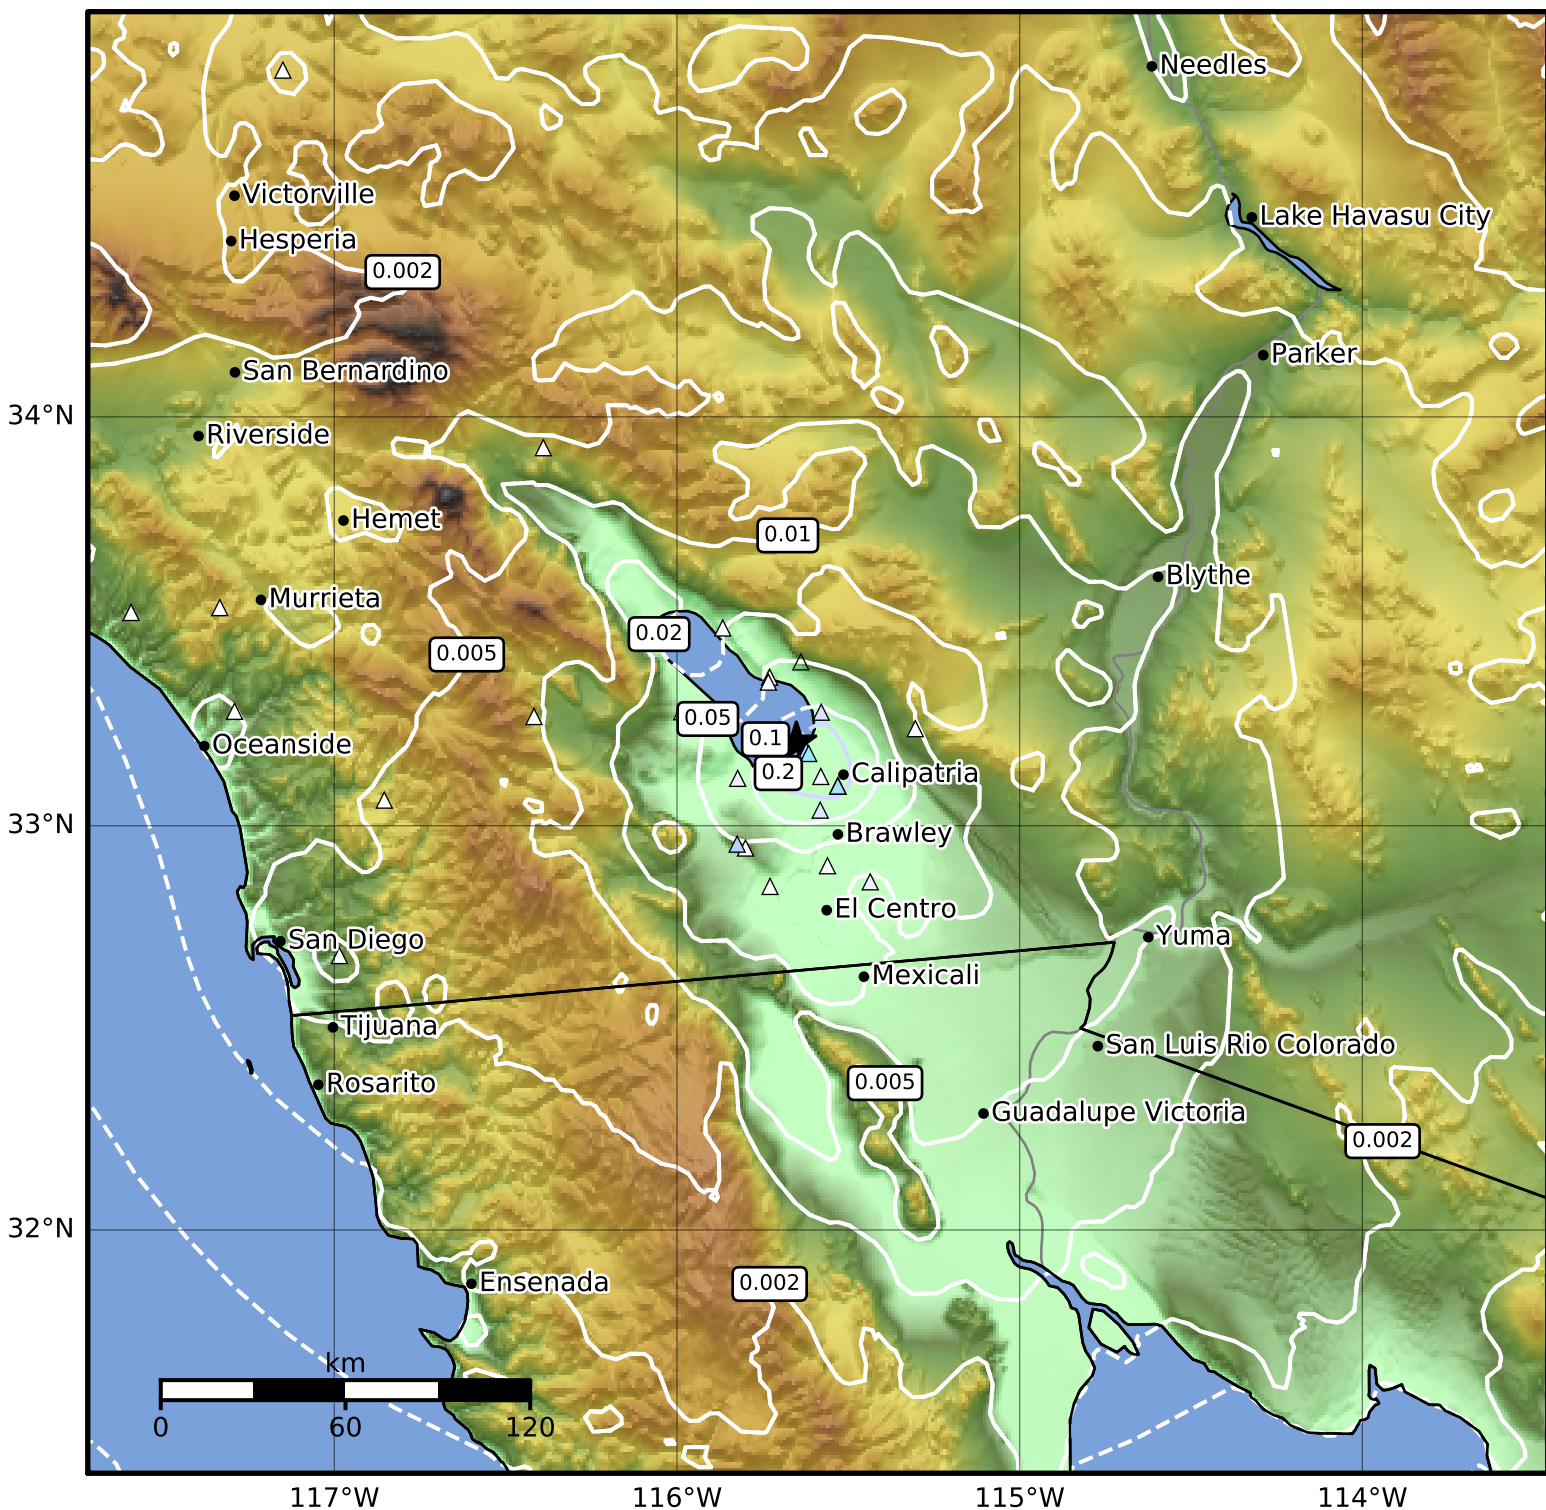 Needles
Victorville
Lake Havasu City
Hesperia
0.002
Parker
San Bernardino
34°N
Riverside
Hemet
0.01
Blythe
Murrieta
0.02
0.005
0.05
0.1
Oceanside
0.2
Calipatria
33°N
Brawley
El Centro
San Diego
Yuma
Mexicali
Tijuana
San Luis Rio Colorado
Rosarito
0.005
Guadalupe Victoria
0.002
32°N
Ensenada
0.002
km
0 60 120
117°W 116°W 115°W 114°W